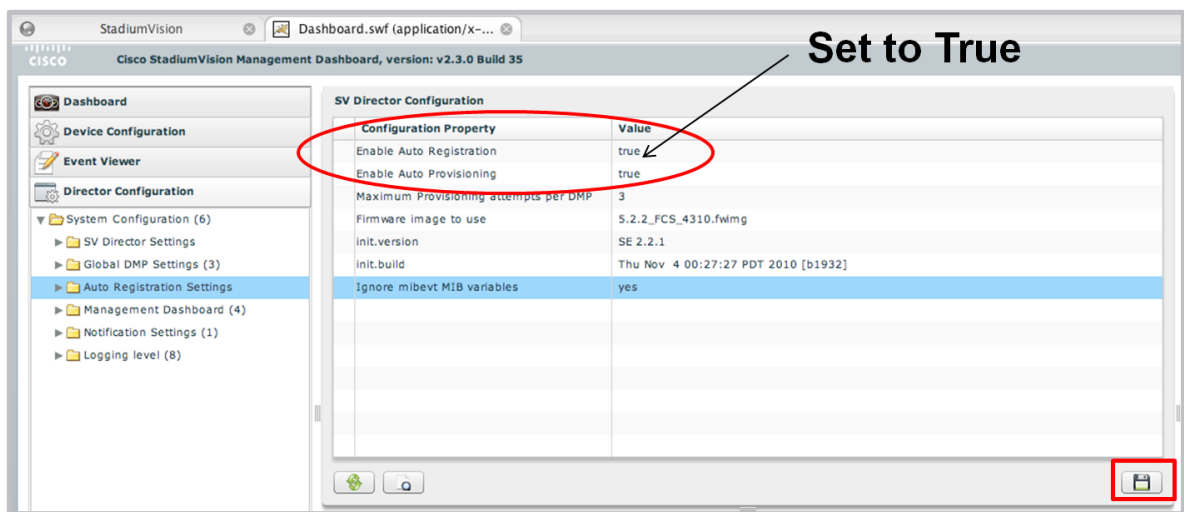 StadiumVision
Dashboard.swf (application/x-...
Set to True
CISCO
Cisco StadiumVision Management Dashboard, version: v2.3.0 Build 35
Dashboard
Device Configuration
Event Viewer
Director Configuration
System Configuration (6)
SV Director Settings
Global DMP Settings (3)
Auto Registration Settings
Management Dashboard (4)
Notification Settings (1)
Logging level (8)
SV Director Configuration
Configuration Property Value
Enable Auto Registration true
Enable Auto Provisioning true
Maximum Provisioning attempts per DMP 3
Firmware image to use 5.2.2_FCS_4310.fwimg
init.version SE 2.2.1
init.build Thu Nov 4 00:27:27 PDT 2010 [b1932]
Ignore mibevt MIB variables yes